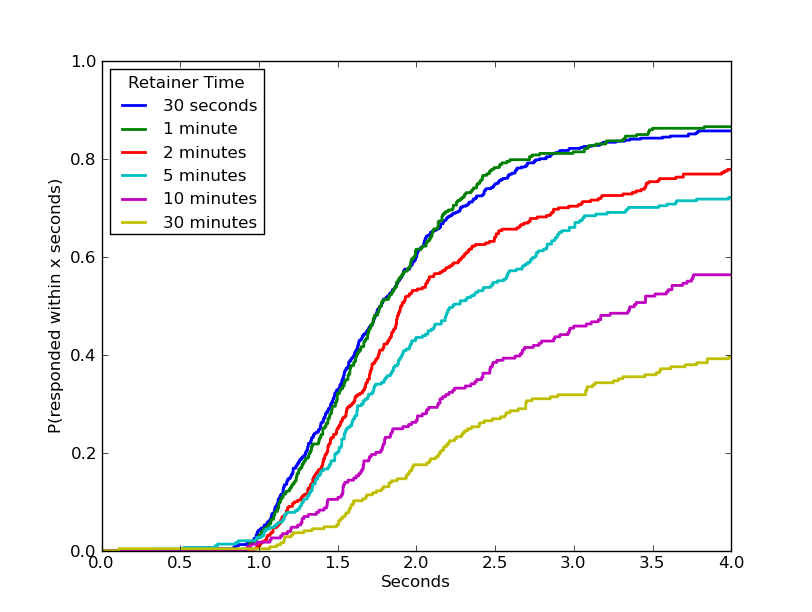 1.0
0.8
0.6
0.4
0.2
0.0
P(responded within x seconds)
Retainer Time
30 seconds
1 minute
2 minutes
5 minutes
10 minutes
30 minutes
0.0 0.5 1.0 1.5 2.0 2.5 3.0 3.5 4.0
Seconds